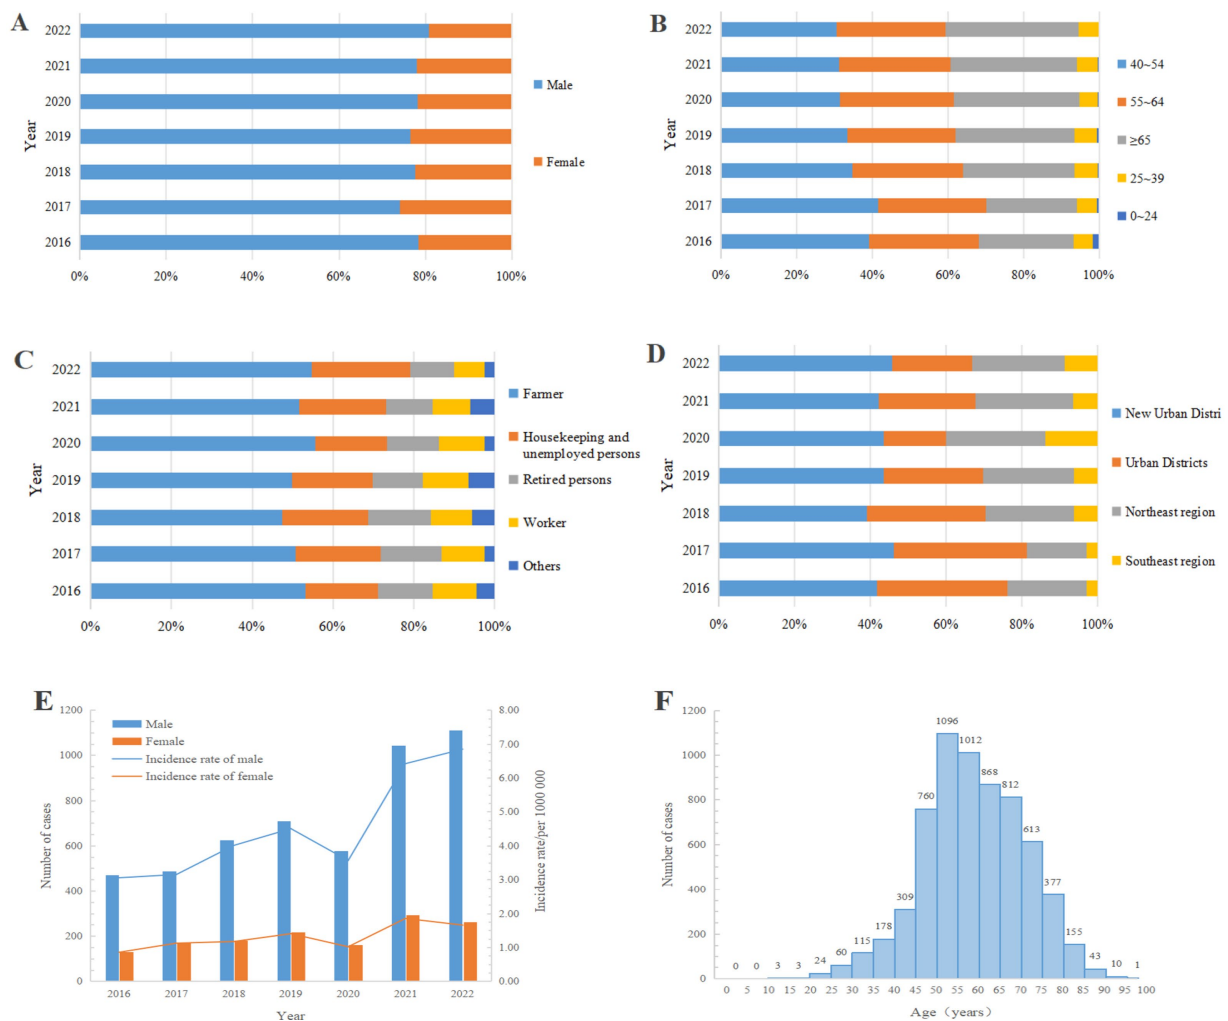 A
Year
2022
2021
2020
2019
2018
2017
2016
0% 20% 40% 60% 80% 100%
Male
Female
B
Year
2022
2021
2020
2019
2018
2017
2016
0% 20% 40% 60% 80% 100%
40~54
55~64
≥65
25~39
0~24
C
Year
2022
2021
2020
2019
2018
2017
2016
0% 20% 40% 60% 80% 100%
Farmer
Housekeeping and
unemployed persons
Retired persons
Worker
Others
D
Year
2022
2021
2020
2019
2018
2017
2016
0% 20% 40% 60% 80% 100%
New Urban Distri
Urban Districts
Northeast region
Southeast region
E
Number of cases
1200
1000
800
600
400
200
0
Male
Female
Incidence rate of male
Incidence rate of female
8.00
7.00
6.00
5.00
4.00
3.00
2.00
1.00
0.00
Incidence rate/per 1000 000
2016 2017 2018 2019 2020 2021 2022
Year
F
Number of cases
1200
1000
800
600
400
200
0
0 0 3 3 24 60 115 178 309 760 1096 1012 868 812 613 377 155 43 10 1
0 5 10 15 20 25 30 35 40 45 50 55 60 65 70 75 80 85 90 95 100
Age（years）